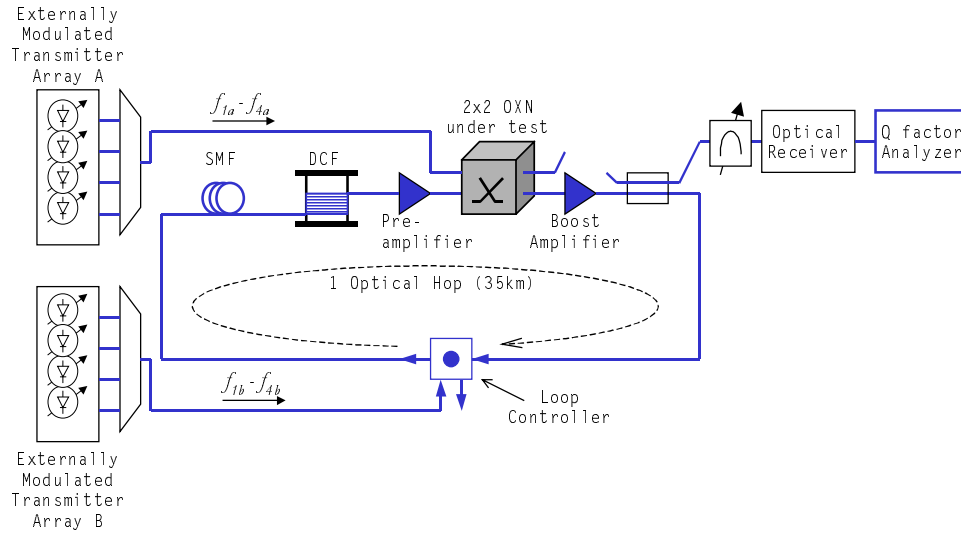 Externally
Modulated
Transmitter
Array A
f1a - f4a
2x2 OXN
under test
SMF
DCF
Optical
Receiver
Q factor
Analyzer
Pre-
amplifier
Boost
Amplifier
1 Optical Hop (35km)
f1b - f4b
Loop
Controller
Externally
Modulated
Transmitter
Array B